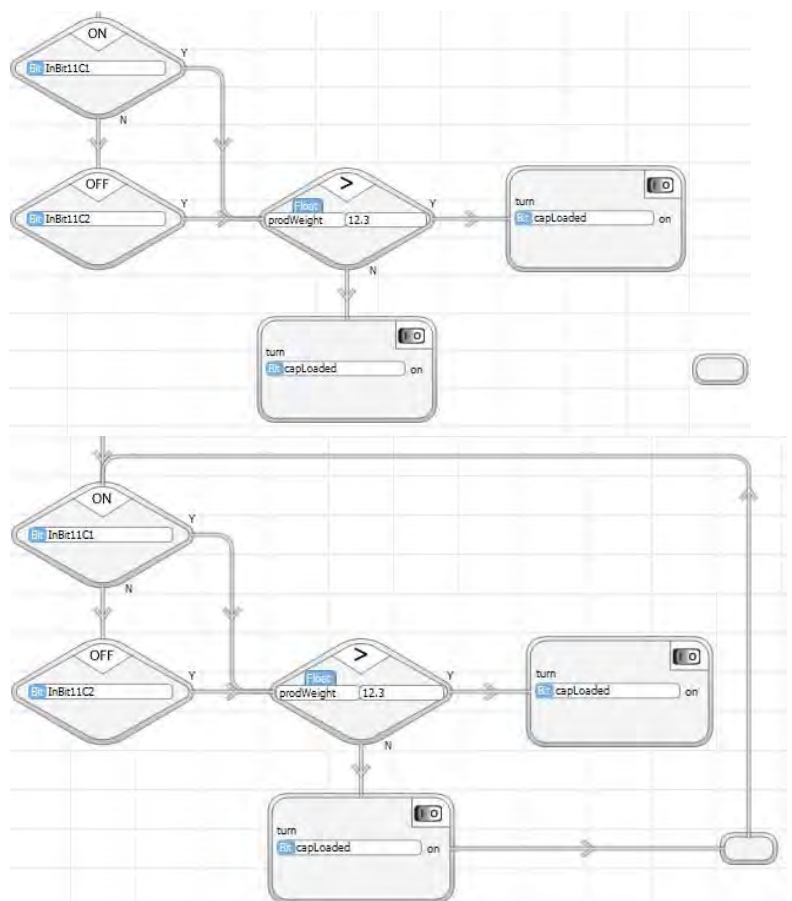 ON
Y
Bit InBit11C1
N
OFF
Y
Bit InBit11C2
>
Float
prodWeight 12.3
Y
N
turn
Bit capLoaded on
turn
Bit capLoaded on
ON
Y
Bit InBit11C1
N
OFF
Y
Bit InBit11C2
>
Float
prodWeight 12.3
Y
N
turn
Bit capLoaded on
turn
Bit capLoaded on